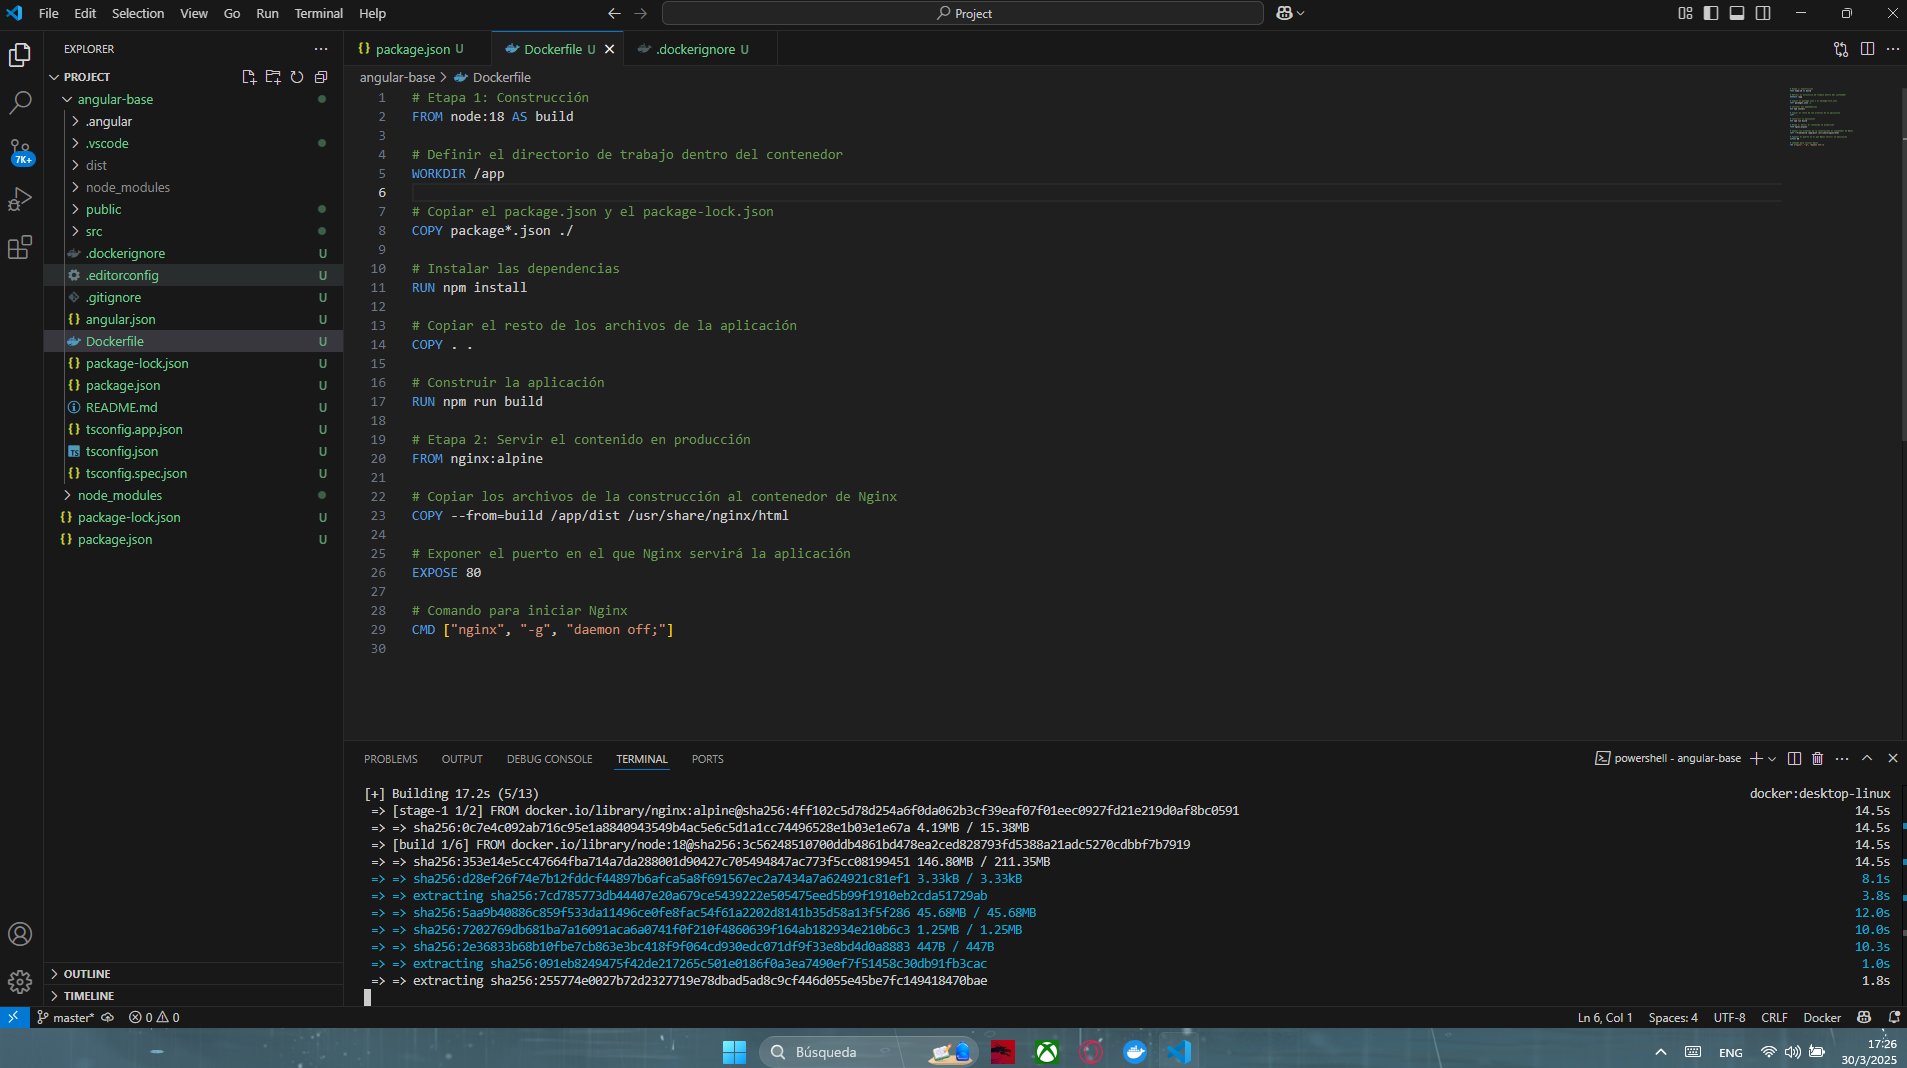 File Edit Selection View Go Run Terminal Help
Project
EXPLORER
PROJECT
angular-base
.angular
.vscode
dist
node_modules
public
src
.dockerignore U
.editorconfig U
.gitignore U
angular.json U
Dockerfile U
package-lock.json U
package.json U
README.md U
tsconfig.app.json U
tsconfig.json U
tsconfig.spec.json U
node_modules
package-lock.json U
package.json U
OUTLINE
TIMELINE
7K+
package.json U Dockerfile U .dockerignore U
angular-base > Dockerfile
1 # Etapa 1: Construcción
2 FROM node:18 AS build
3
4 # Definir el directorio de trabajo dentro del contenedor
5 WORKDIR /app
6
7 # Copiar el package.json y el package-lock.json
8 COPY package*.json ./
9
10 # Instalar las dependencias
11 RUN npm install
12
13 # Copiar el resto de los archivos de la aplicación
14 COPY . .
15
16 # Construir la aplicación
17 RUN npm run build
18
19 # Etapa 2: Servir el contenido en producción
20 FROM nginx:alpine
21
22 # Copiar los archivos de la construcción al contenedor de Nginx
23 COPY --from=build /app/dist /usr/share/nginx/html
24
25 # Exponer el puerto en el que Nginx servirá la aplicación
26 EXPOSE 80
27
28 # Comando para iniciar Nginx
29 CMD ["nginx", "-g", "daemon off;"]
30
PROBLEMS OUTPUT DEBUG CONSOLE TERMINAL PORTS
powershell - angular-base
[+] Building 17.2s (5/13) docker:desktop-linux
=> [stage-1 1/2] FROM docker.io/library/nginx:alpine@sha256:4ff102c5d78d254a6f0da062b3cf39eaf07f01eec0927fd21e219d0af8bc0591 14.5s
=> => sha256:0c7e4c092ab716c95e1a8840943549b4ac5e6c5d1a1cc74496528e1b03e1e67a 4.19MB / 15.38MB 14.5s
=> [build 1/6] FROM docker.io/library/node:18@sha256:3c56248510700ddb4861bd478ea2ced828793fd5388a21adc5270cdbbf7b7919 14.5s
=> => sha256:353e14e5cc47664fba714a7da288001d90427c705494847ac773f5cc08199451 146.80MB / 211.35MB 14.5s
=> => sha256:d28ef26f74e7b12fddcf44897b6afca5a8f691567ec2a7434a7a624921c81ef1 3.33kB / 3.33kB 8.1s
=> => extracting sha256:7cd785773db44407e20a679ce5439222e505475eed5b99f1910eb2cda51729ab 3.8s
=> => sha256:5aa9b40886c859f533da11496ce0fe8fac54f61a2202d8141b35d58a13f5f286 45.68MB / 45.68MB 12.0s
=> => sha256:7202769db681ba7a16091aca6a0741f0f210f4860639f164ab182934e210b6c3 1.25MB / 1.25MB 10.0s
=> => sha256:2e36833b68b10fbe7cb863e3bc418f9f064cd930edc071df9f33e8bd4d0a8883 447B / 447B 10.3s
=> => extracting sha256:091eb8249475f42de217265c501e0186f0a3ea7490ef7f51458c30db91fb3cac 1.0s
=> => extracting sha256:255774e0027b72d2327719e78dbad5ad8c9cf446d055e45be7fc149418470bae 1.8s
master* 0 0 Ln 6, Col 1 Spaces: 4 UTF-8 CRLF Docker
Búsqueda
ENG
17:26
30/3/2025